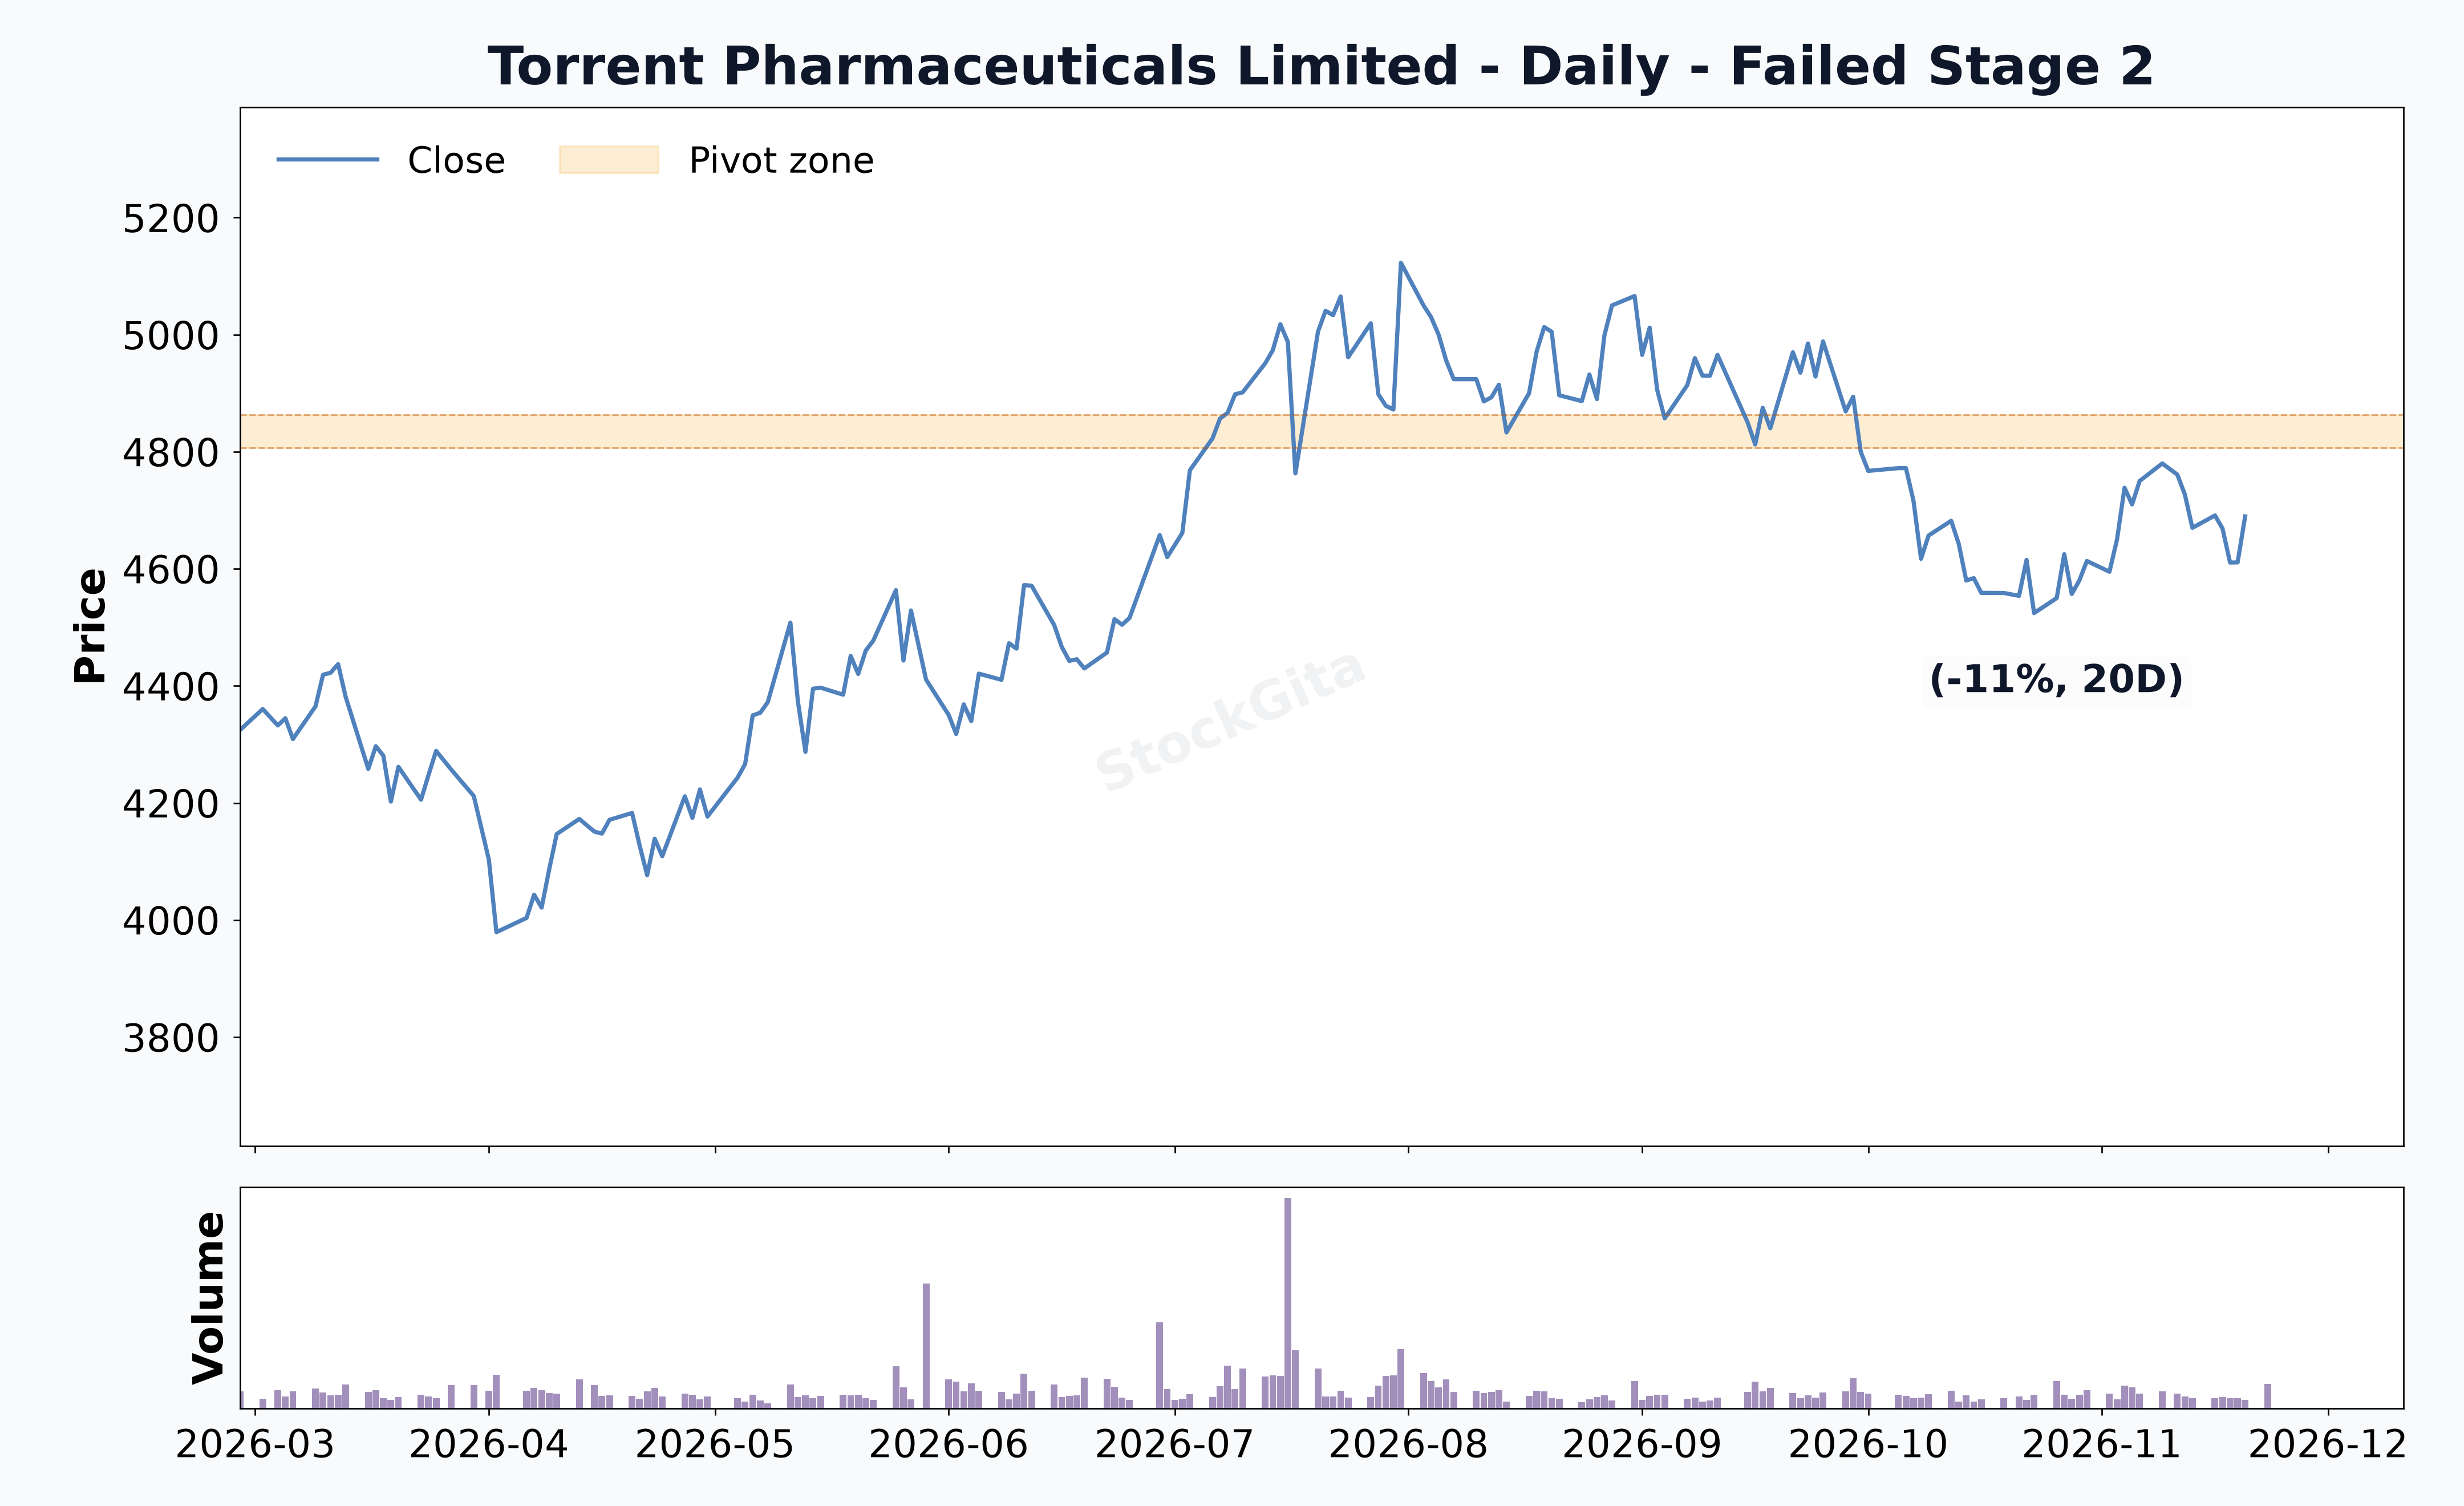 Torrent Pharmaceuticals Limited - Daily - Failed Stage 2
Close
Pivot zone
Price
5200
5000
4800
4600
4400
4200
4000
3800
(-11%, 20D)
StockGita
Volume
2026-03
2026-04
2026-05
2026-06
2026-07
2026-08
2026-09
2026-10
2026-11
2026-12